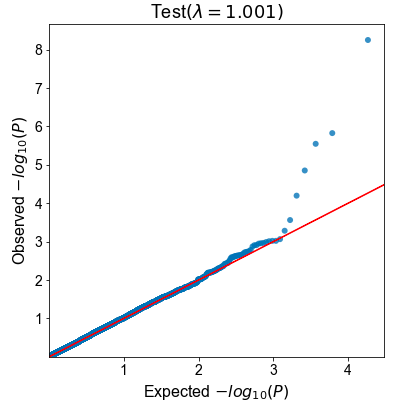 Test(λ = 1.001)
Observed −log10(P)
8
7
6
5
4
3
2
1
1 2 3 4
Expected −log10(P)